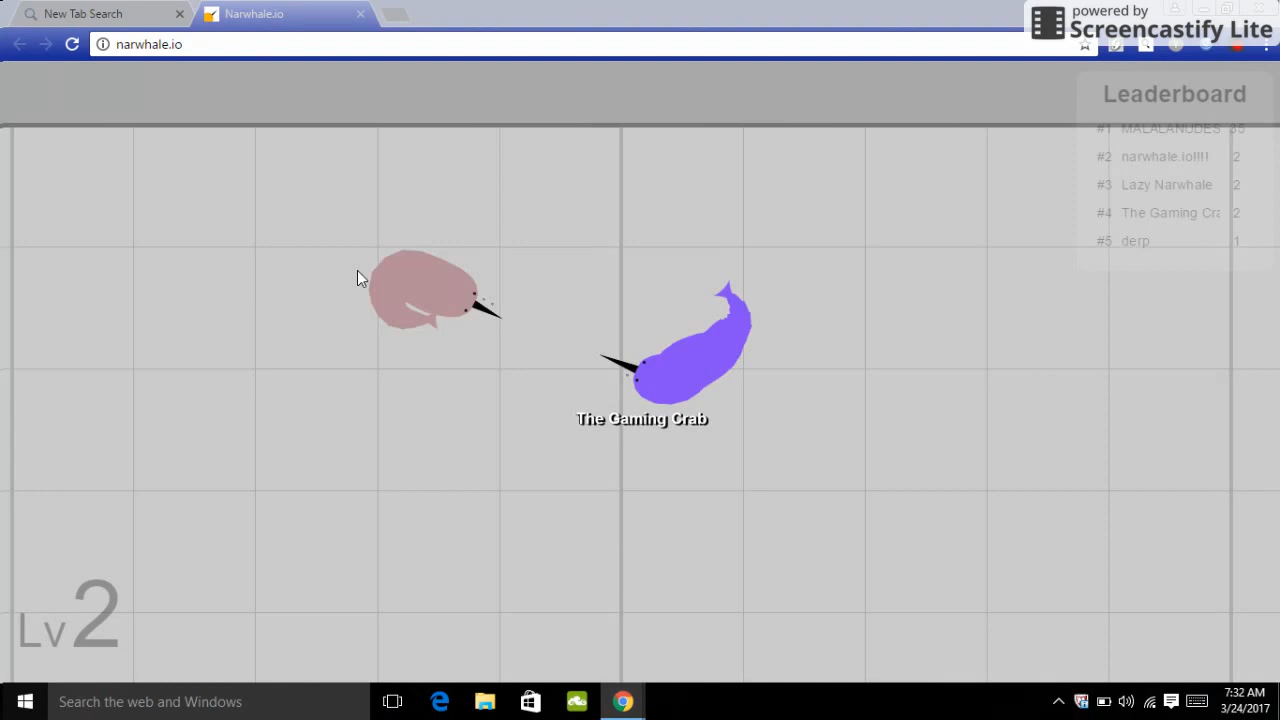 New Tab Search
Narwhale.io
powered by
Screencastify Lite
narwhale.io
Leaderboard
#1 MALALANUDES 35
#2 narwhale.io!!!! 2
#3 Lazy Narwhale 2
#4 The Gaming Cra 2
#5 derp 1
The Gaming Crab
Lv2
Search the web and Windows
7:32 AM
3/24/2017